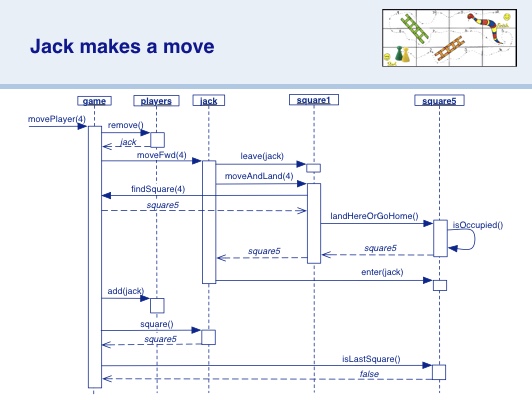 Jack makes a move
game
players
jack
square1
square5
movePlayer(4)
remove()
jack
moveFwd(4)
leave(jack)
moveAndLand(4)
findSquare(4)
square5
landHereOrGoHome()
isOccupied()
square5
square5
enter(jack)
add(jack)
square()
square5
isLastSquare()
false